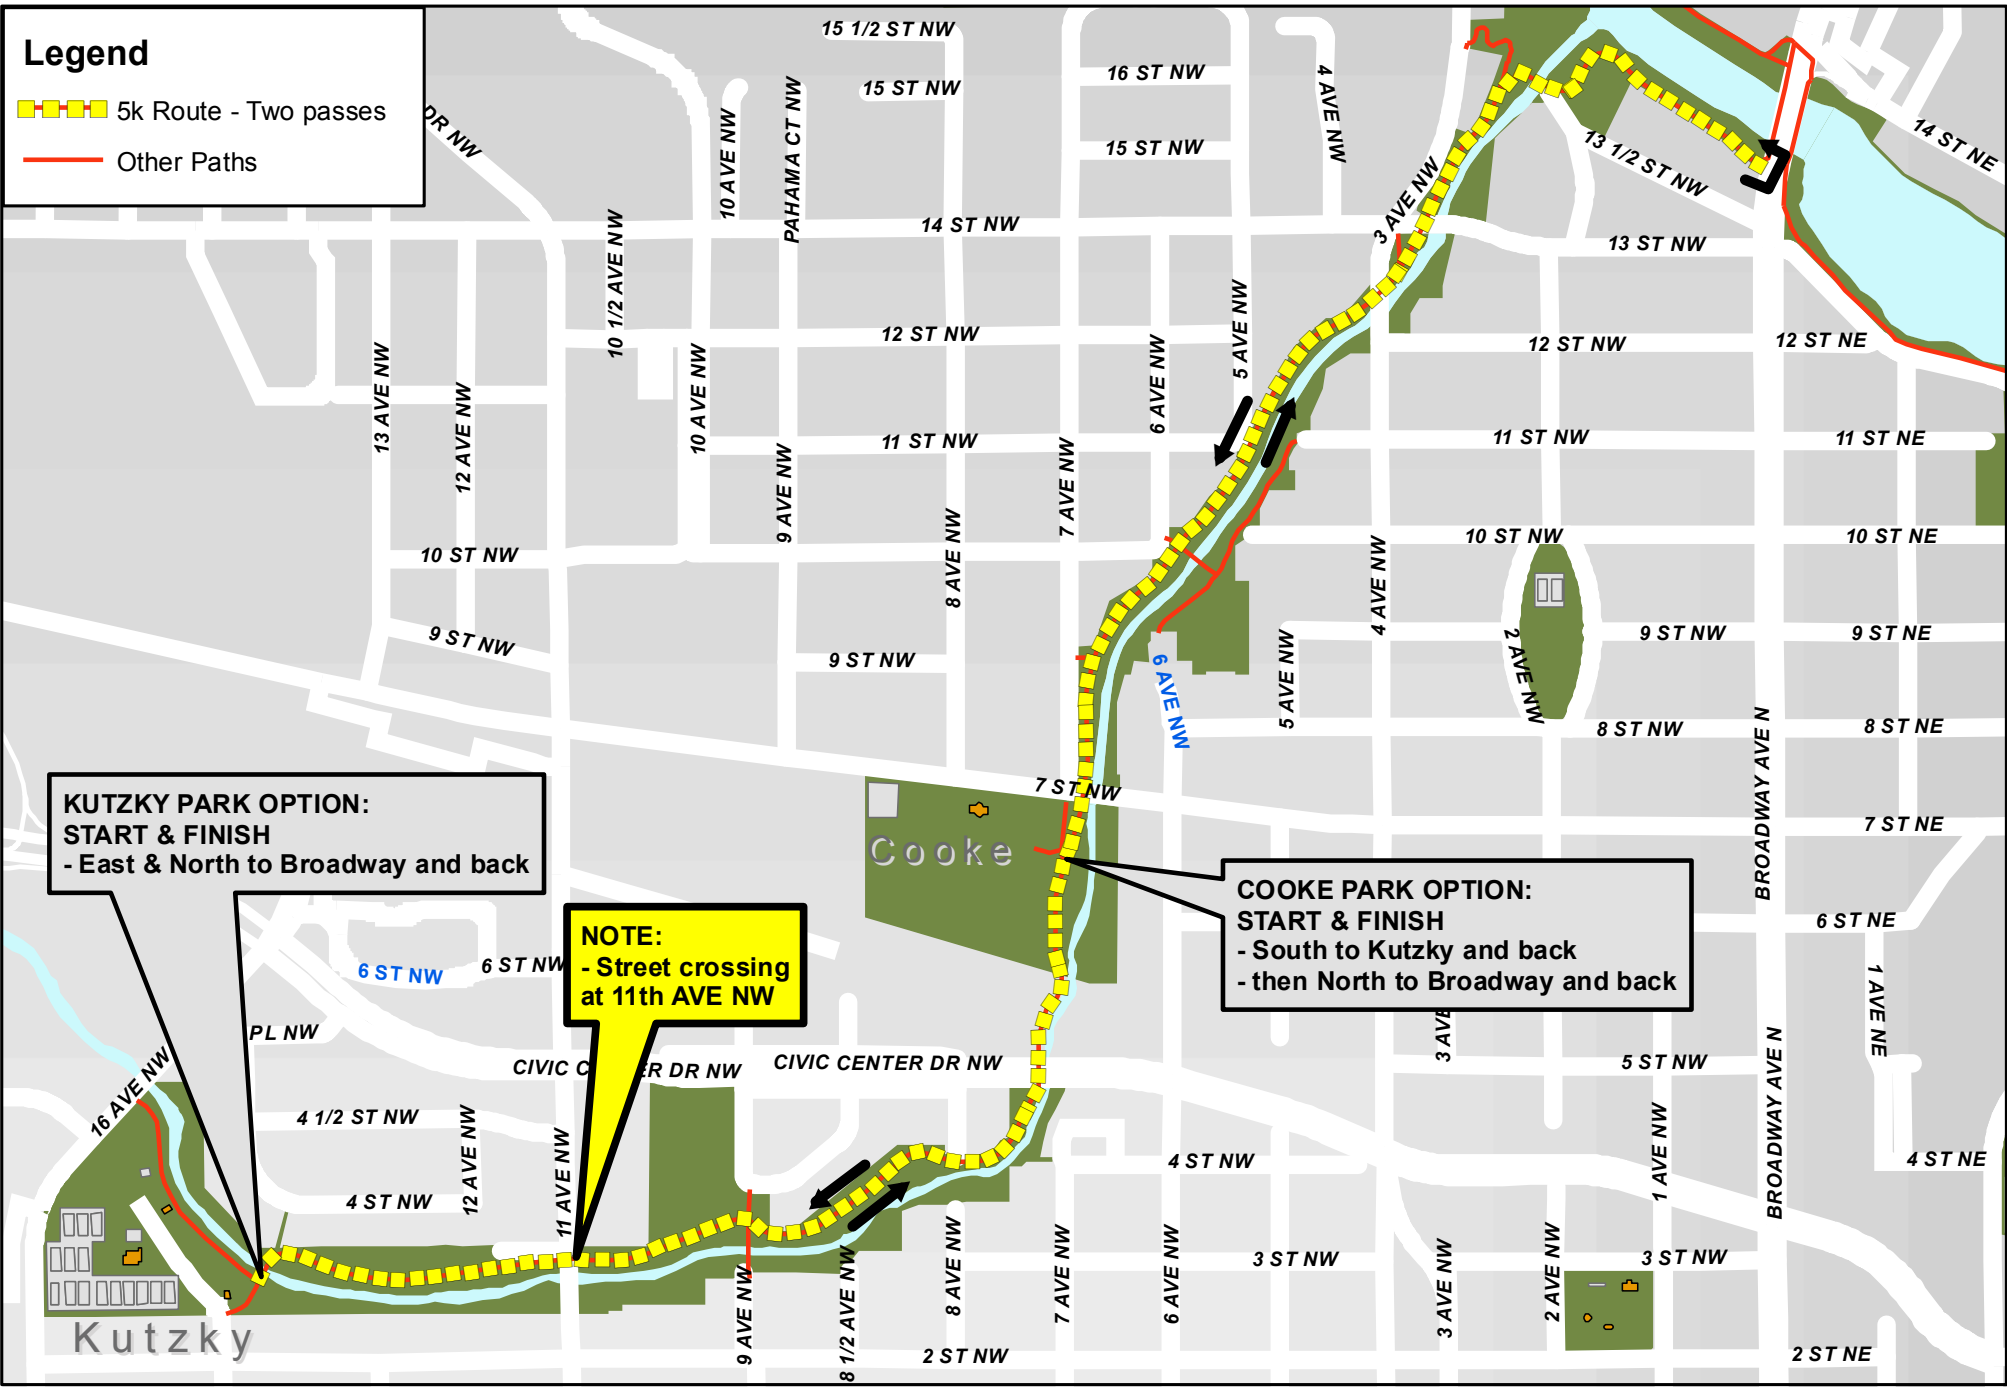 Legend
5k Route - Two passes
Other Paths
15 1/2 ST NW
15 ST NW
16 ST NW
15 ST NW
4 AVE NW
14 ST NE
DR NW
10 AVE NW
PAHAMA CT NW
13 1/2 ST NW
3 AVE NW
14 ST NW
13 ST NW
10 1/2 AVE NW
12 ST NW
5 AVE NW
12 ST NW
12 ST NE
13 AVE NW
12 AVE NW
10 AVE NW
6 AVE NW
11 ST NW
11 ST NW
11 ST NE
9 AVE NW
7 AVE NW
10 ST NW
10 ST NW
10 ST NE
8 AVE NW
4 AVE NW
9 ST NW
9 ST NW
5 AVE NW
2 AVE NW
9 ST NW
9 ST NE
6 AVE NW
8 ST NW
8 ST NE
BROADWAY AVE N
7 ST NW
7 ST NE
KUTZKY PARK OPTION:
START & FINISH
- East & North to Broadway and back
Cooke
COOKE PARK OPTION:
START & FINISH
- South to Kutzky and back
- then North to Broadway and back
6 ST NE
NOTE:
- Street crossing
at 11th AVE NW
6 ST NW
6 ST NW
1 AVE NE
PL NW
3 AVE
CIVIC C
ER DR NW
CIVIC CENTER DR NW
5 ST NW
BROADWAY AVE N
16 AVE NW
4 1/2 ST NW
12 AVE NW
11 AVE NW
4 ST NW
1 AVE NW
4 ST NE
4 ST NW
8 1/2 AVE NW
8 AVE NW
7 AVE NW
6 AVE NW
3 ST NW
3 AVE NW
2 AVE NW
3 ST NW
9 AVE NW
Kutzky
2 ST NW
2 ST NE